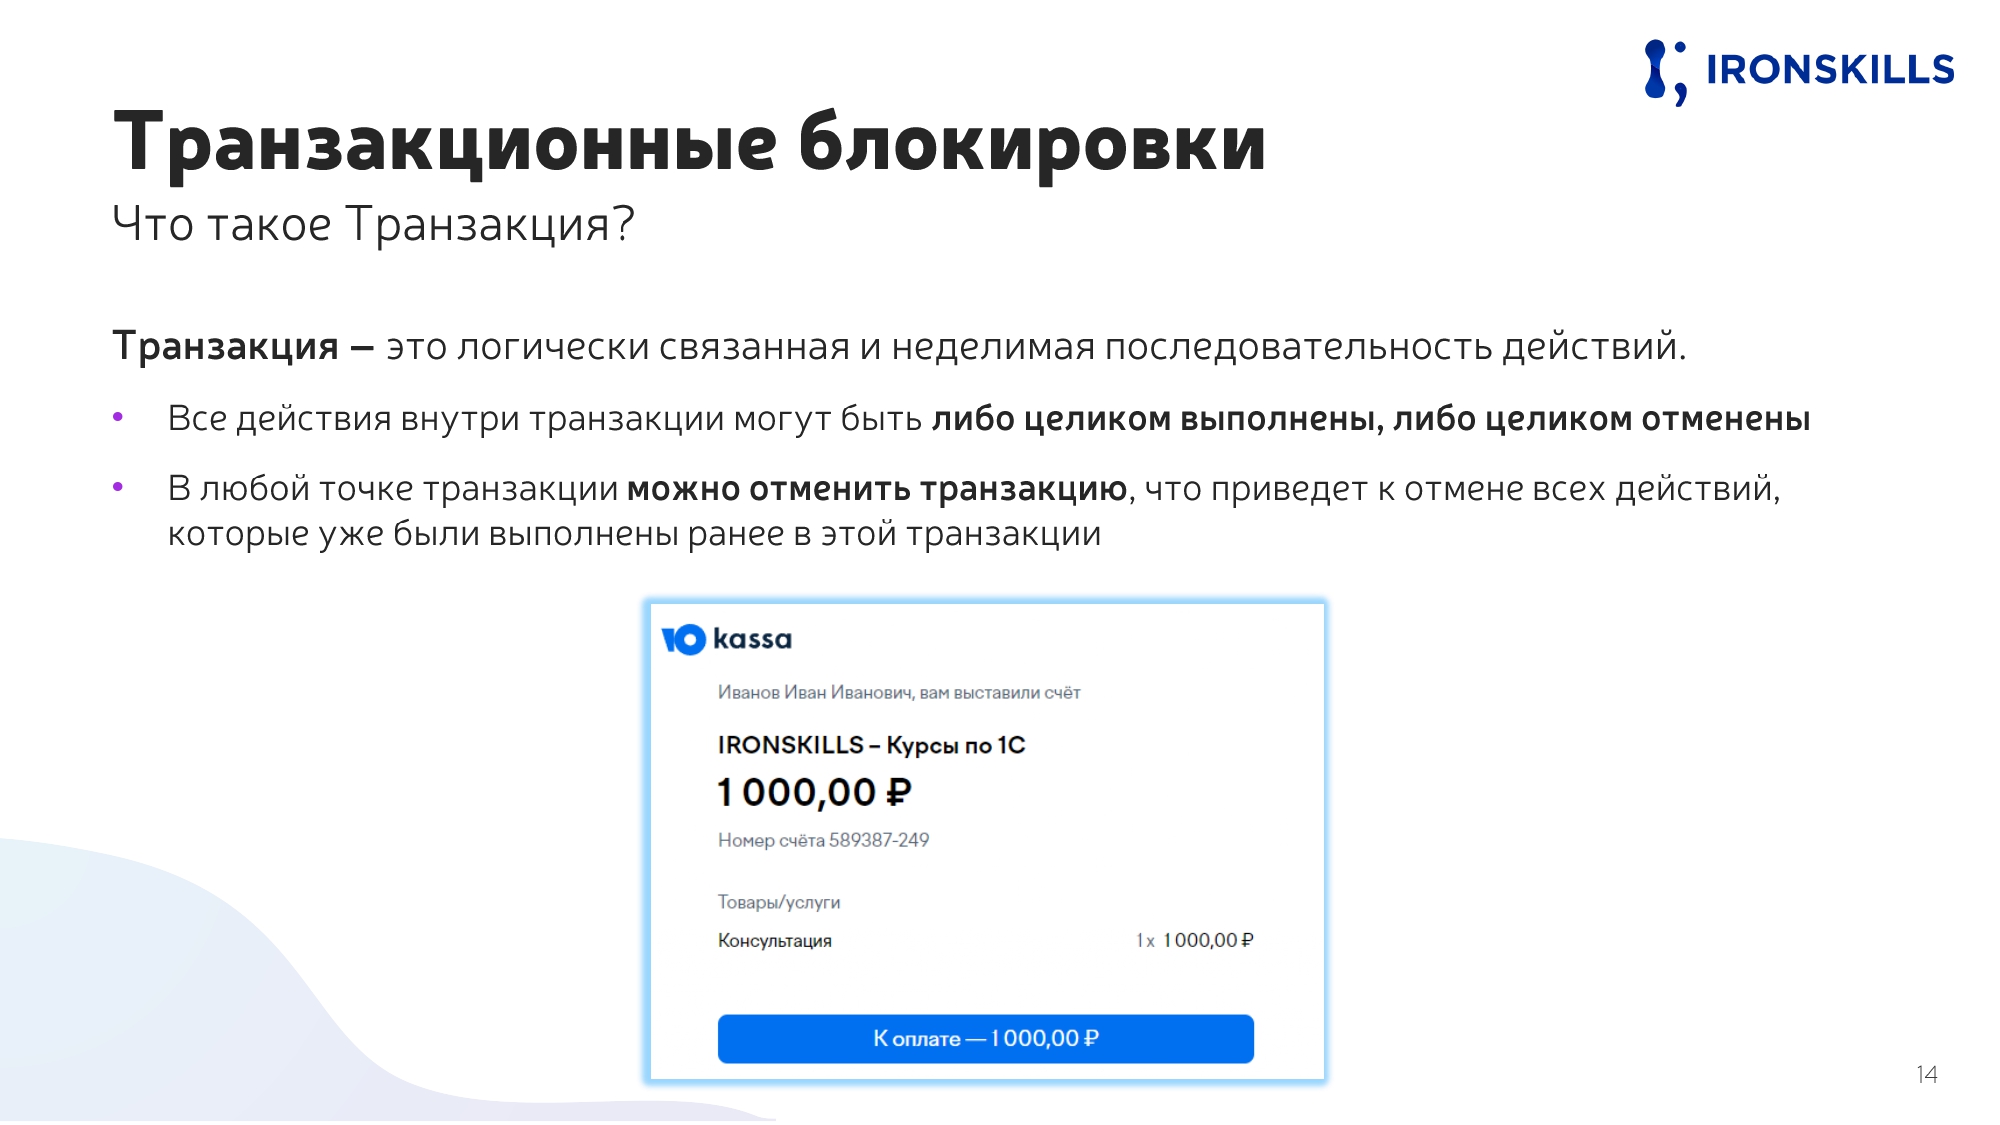 IRONSKILLS
Транзакционные блокировки
Что такое Транзакция?
Транзакция – это логически связанная и неделимая последовательность действий.
• Все действия внутри транзакции могут быть либо целиком выполнены, либо целиком отменены
• В любой точке транзакции можно отменить транзакцию, что приведет к отмене всех действий,
которые уже были выполнены ранее в этой транзакции
Ю kassa
Иванов Иван Иванович, вам выставили счёт
IRONSKILLS – Курсы по 1С
1 000,00 ₽
Номер счёта 589387-249
Товары/услуги
Консультация 1 x 1 000,00 ₽
К оплате — 1 000,00 ₽
14